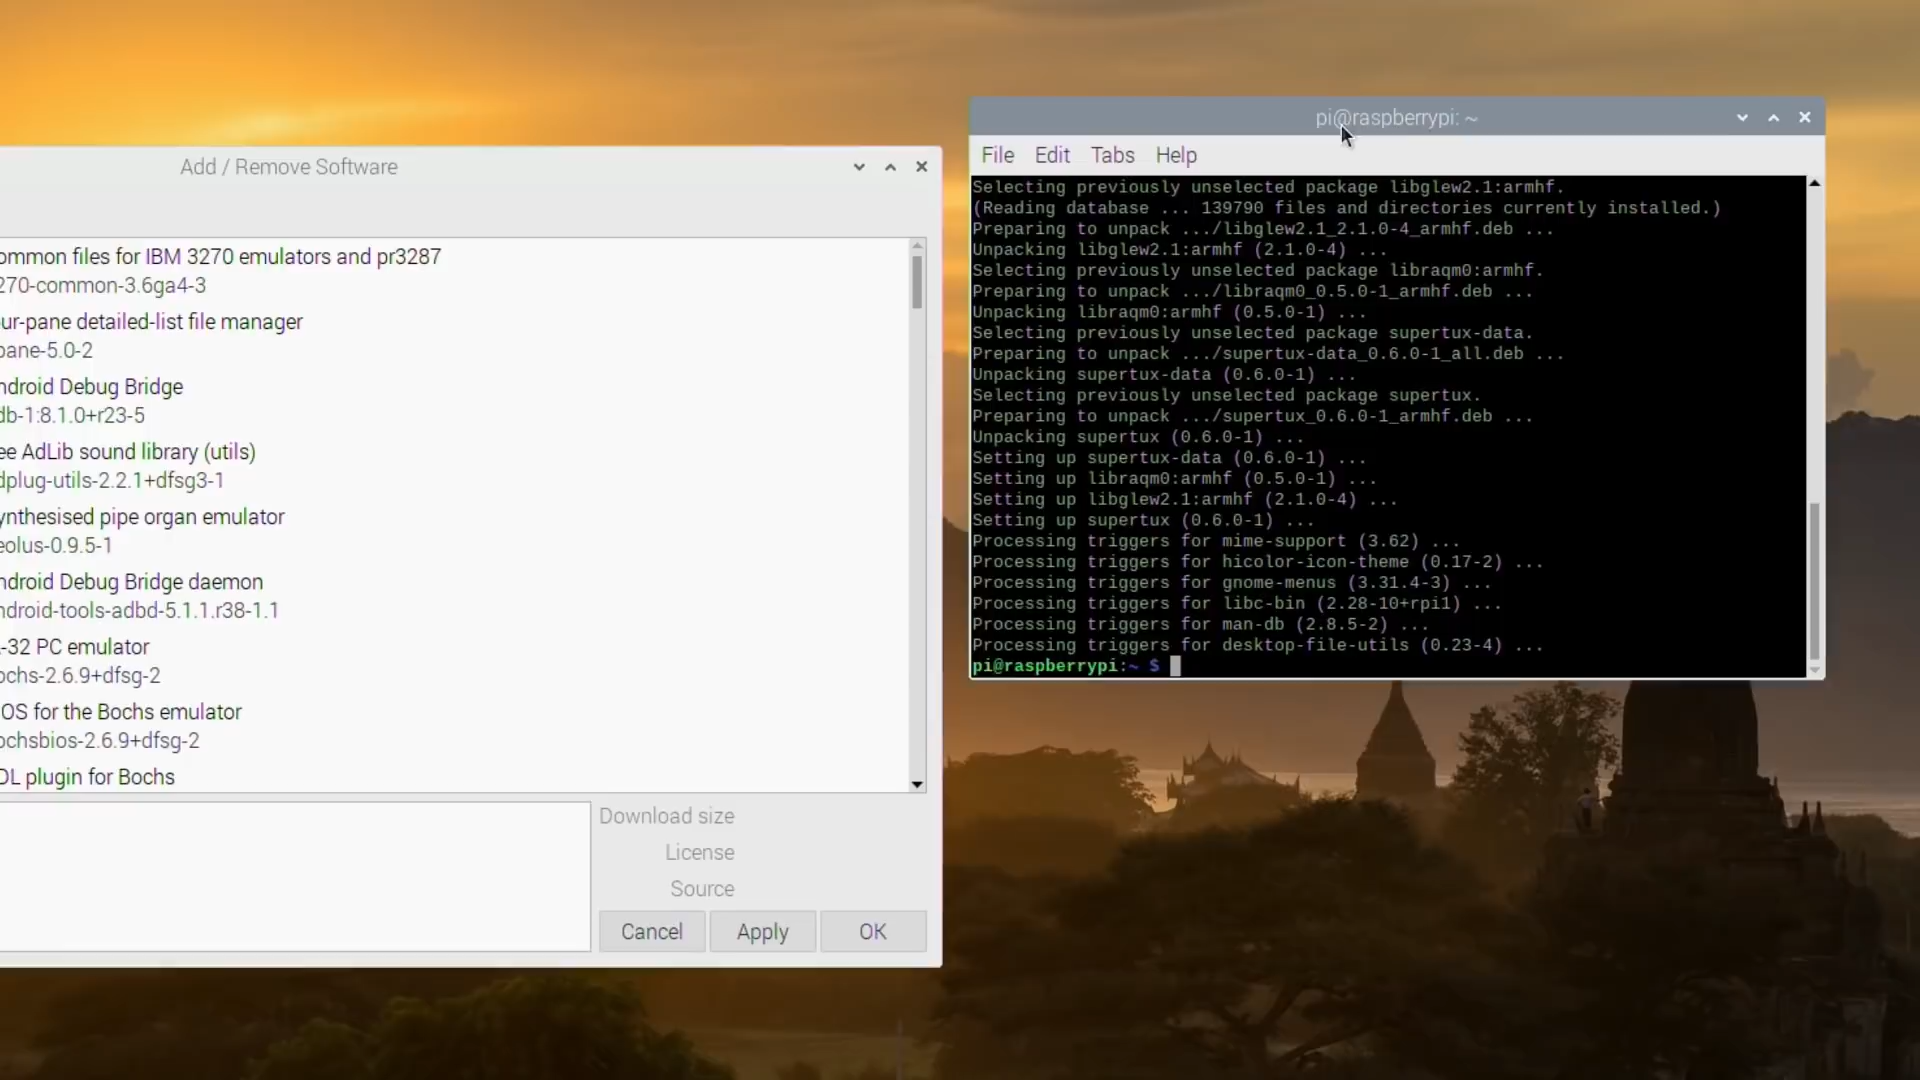 Add / Remove Software
ommon files for IBM 3270 emulators and pr3287
270-common-3.6ga4-3
ur-pane detailed-list file manager
pane-5.0-2
ndroid Debug Bridge
db-1:8.1.0+r23-5
ee AdLib sound library (utils)
dplug-utils-2.2.1+dfsg3-1
ynthesised pipe organ emulator
eolus-0.9.5-1
ndroid Debug Bridge daemon
ndroid-tools-adbd-5.1.1.r38-1.1
-32 PC emulator
ochs-2.6.9+dfsg-2
OS for the Bochs emulator
ochsbios-2.6.9+dfsg-2
DL plugin for Bochs
Download size
License
Source
Cancel Apply OK
pi@raspberrypi: ~
File Edit Tabs Help
Selecting previously unselected package libglew2.1:armhf.
(Reading database ... 139790 files and directories currently installed.)
Preparing to unpack .../libglew2.1_2.1.0-4_armhf.deb ...
Unpacking libglew2.1:armhf (2.1.0-4) ...
Selecting previously unselected package libraqm0:armhf.
Preparing to unpack .../libraqm0_0.5.0-1_armhf.deb ...
Unpacking libraqm0:armhf (0.5.0-1) ...
Selecting previously unselected package supertux-data.
Preparing to unpack .../supertux-data_0.6.0-1_all.deb ...
Unpacking supertux-data (0.6.0-1) ...
Selecting previously unselected package supertux.
Preparing to unpack .../supertux_0.6.0-1_armhf.deb ...
Unpacking supertux (0.6.0-1) ...
Setting up supertux-data (0.6.0-1) ...
Setting up libraqm0:armhf (0.5.0-1) ...
Setting up libglew2.1:armhf (2.1.0-4) ...
Setting up supertux (0.6.0-1) ...
Processing triggers for mime-support (3.62) ...
Processing triggers for hicolor-icon-theme (0.17-2) ...
Processing triggers for gnome-menus (3.31.4-3) ...
Processing triggers for libc-bin (2.28-10+rpi1) ...
Processing triggers for man-db (2.8.5-2) ...
Processing triggers for desktop-file-utils (0.23-4) ...
pi@raspberrypi:~ $